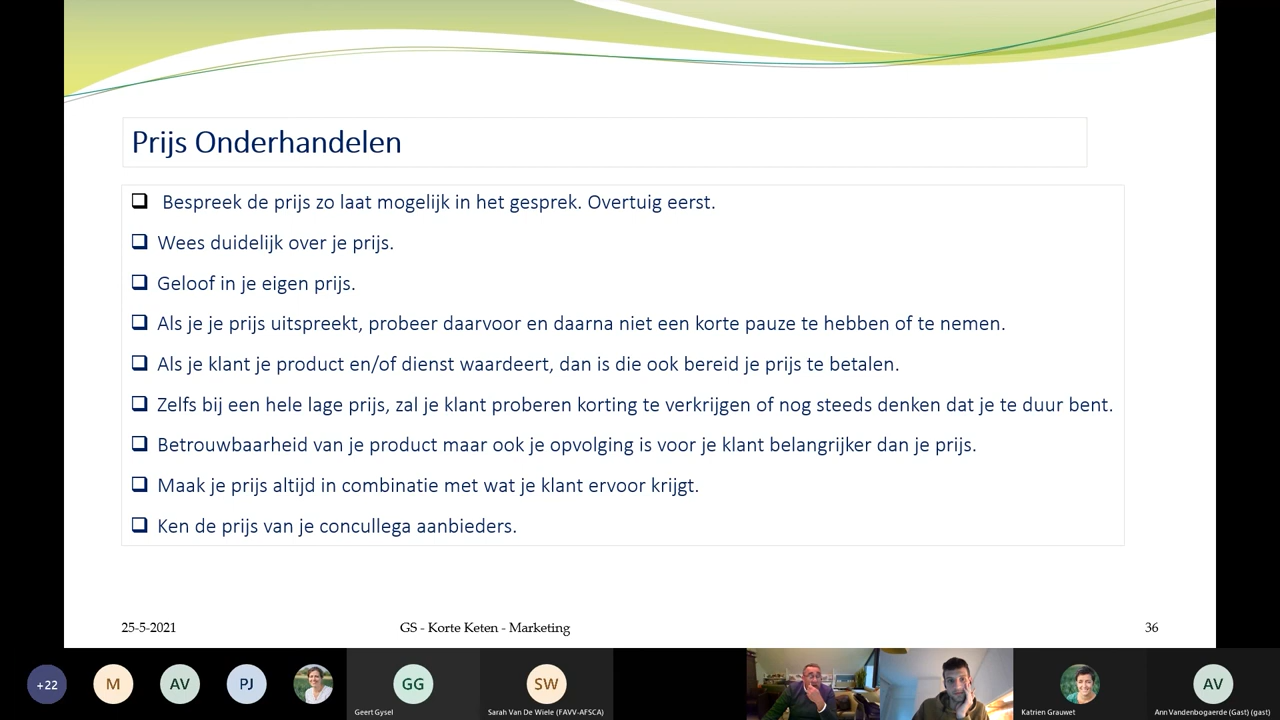 Prijs Onderhandelen
Bespreek de prijs zo laat mogelijk in het gesprek. Overtuig eerst.
Wees duidelijk over je prijs.
Geloof in je eigen prijs.
Als je je prijs uitspreekt, probeer daarvoor en daarna niet een korte pauze te hebben of te nemen.
Als je klant je product en/of dienst waardeert, dan is die ook bereid je prijs te betalen.
Zelfs bij een hele lage prijs, zal je klant proberen korting te verkrijgen of nog steeds denken dat je te duur bent.
Betrouwbaarheid van je product maar ook je opvolging is voor je klant belangrijker dan je prijs.
Maak je prijs altijd in combinatie met wat je klant ervoor krijgt.
Ken de prijs van je concullega aanbieders.
25-5-2021 GS - Korte Keten - Marketing 36
+22 M AV PJ GG SW AV
Geert Gysel Sarah Van De Wiele (FAVV-AFSCA) Katrien Grauwet Ann Vandenbogaerde (Gast) (gast)